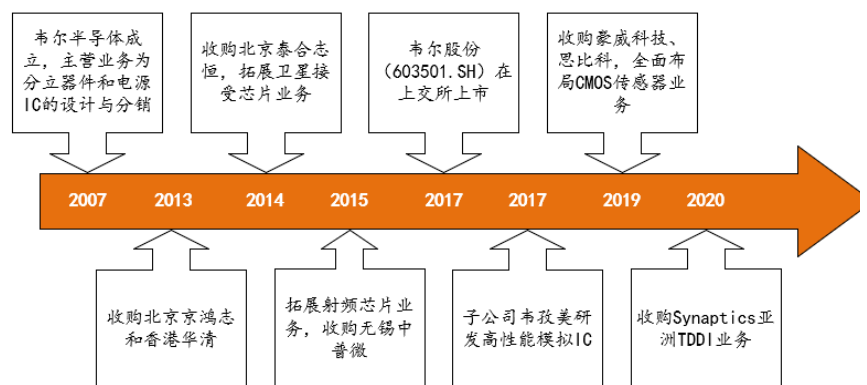 韦尔半导体成
立，主营业务为
分立器件和电源
IC的设计与分销
收购北京泰合志
恒，拓展卫星接
受芯片业务
韦尔股份
（603501.SH）在
上交所上市
收购豪威科技、
思比科，全面布
局CMOS传感器业
务
2007 2013 2014 2015 2017 2017 2019 2020
收购北京京鸿志
和香港华清
拓展射频芯片业
务，收购无锡中
普微
子公司韦孜美研
发高性能模拟IC
收购Synaptics亚
洲TDDI业务